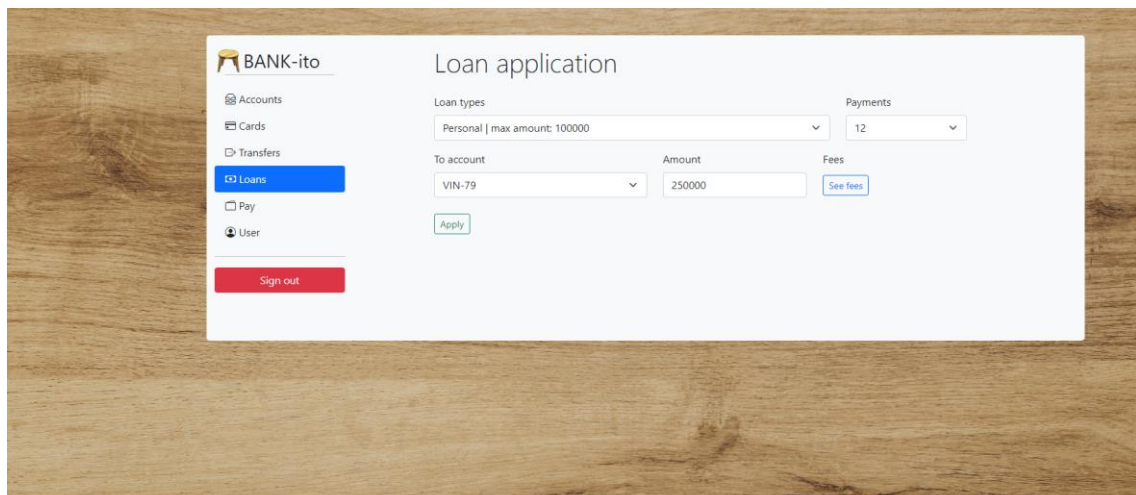 BANK-ito
Accounts
Cards
Transfers
Loans
Pay
User
Sign out
Loan application
Loan types
Payments
Personal | max amount: 100000
12
To account
Amount
Fees
VIN-79
250000
See fees
Apply